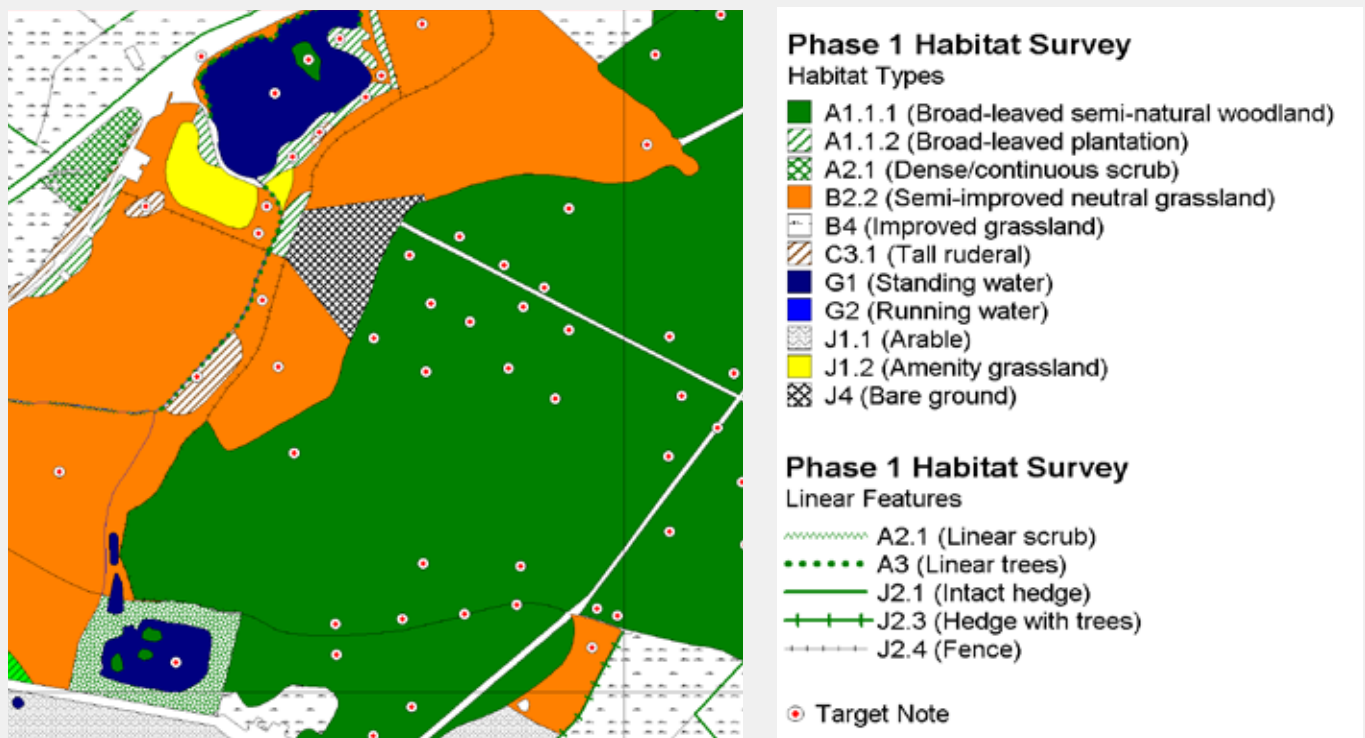 Phase 1 Habitat Survey
Habitat Types
A1.1.1 (Broad-leaved semi-natural woodland)
A1.1.2 (Broad-leaved plantation)
A2.1 (Dense/continuous scrub)
B2.2 (Semi-improved neutral grassland)
B4 (Improved grassland)
C3.1 (Tall ruderal)
G1 (Standing water)
G2 (Running water)
J1.1 (Arable)
J1.2 (Amenity grassland)
J4 (Bare ground)
Phase 1 Habitat Survey
Linear Features
A2.1 (Linear scrub)
A3 (Linear trees)
J2.1 (Intact hedge)
J2.3 (Hedge with trees)
J2.4 (Fence)
Target Note